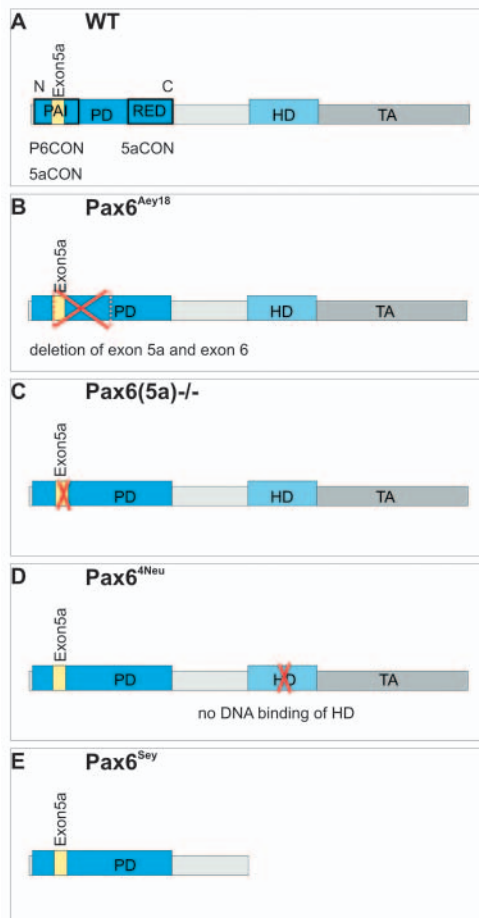 A WT
Exon5a
N C
PAI PD RED HD TA
P6CON 5aCON
5aCON
B Pax6Aey18
Exon5a
PD HD TA
deletion of exon 5a and exon 6
C Pax6(5a)-/-
Exon5a
PD HD TA
D Pax64Neu
Exon5a
PD HD TA
no DNA binding of HD
E Pax6Sey
Exon5a
PD